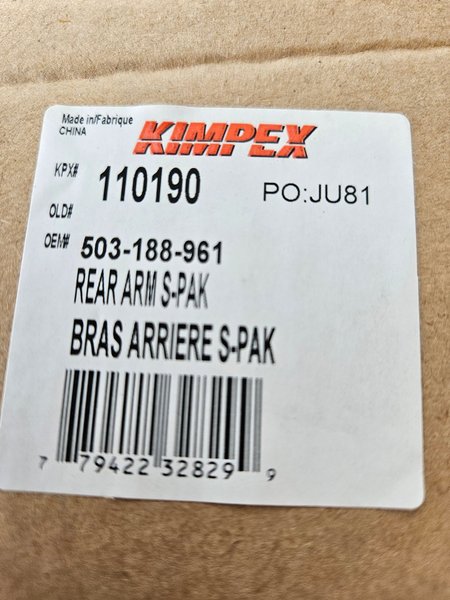 Made in/Fabrique
CHINA
KIMPEX
KPX# 110190 PO:JU81
OLD#
OEM# 503-188-961
REAR ARM S-PAK
BRAS ARRIERE S-PAK
7 79422 32829 9